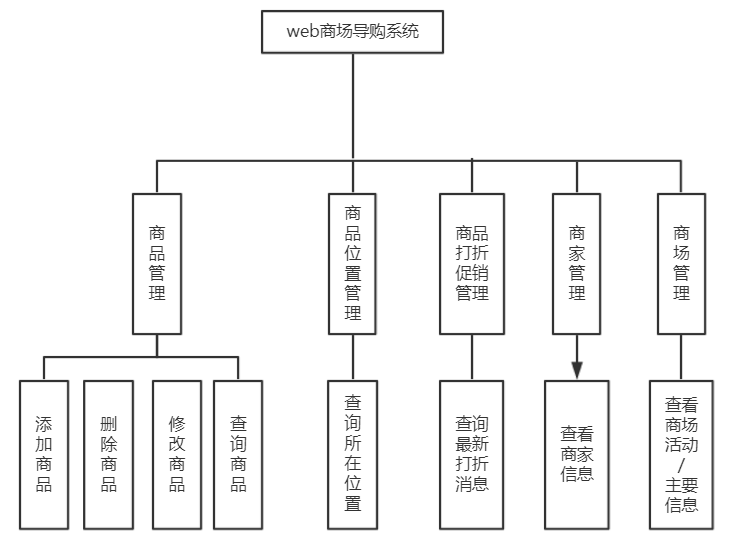 web商场导购系统
商
品
管
理
商
品
位
置
管
理
商品
打折
促销
管理
商
家
管
理
商
场
管
理
添
加
商
品
删
除
商
品
修
改
商
品
查
询
商
品
查
询
所
在
位
置
查询
最新
打折
消息
查看
商家
信息
查看
商场
活动
/
主要
信息